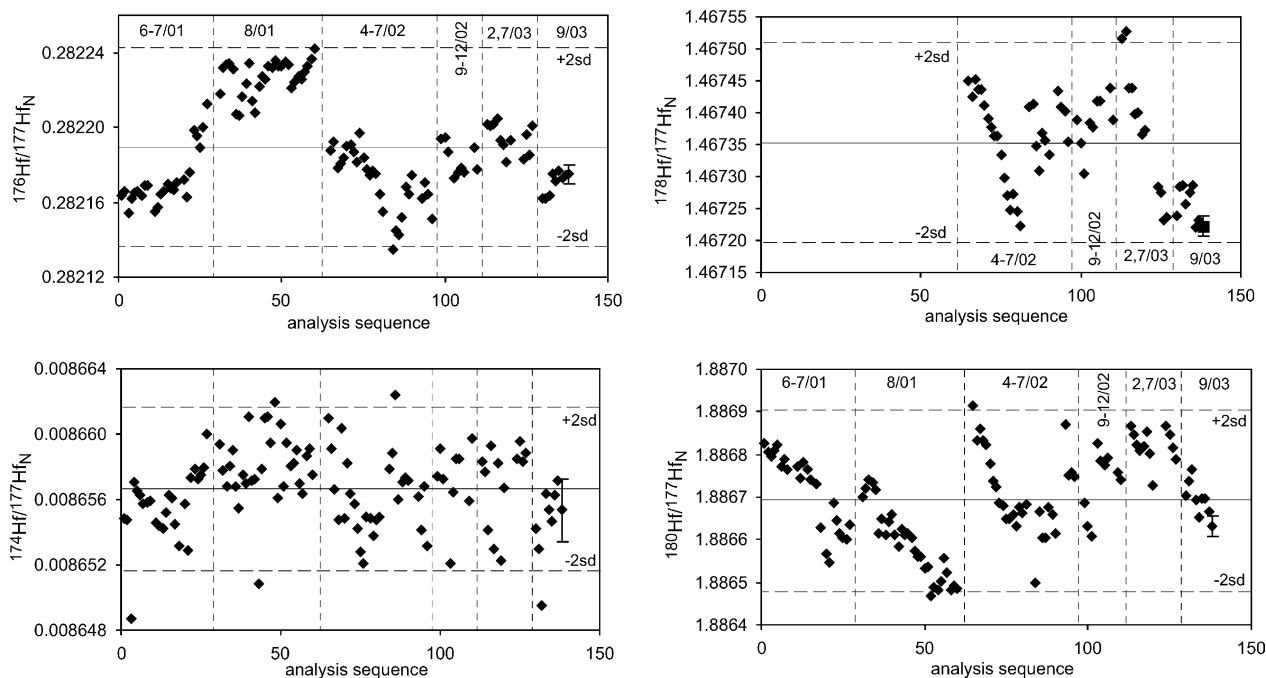 6-7/01 8/01 4-7/02 9-12/02 2,7/03 9/03
+2sd
-2sd
0.28224
0.28220
0.28216
0.28212
176Hf/177HfN
0 50 100 150
analysis sequence
1.46755
1.46750
1.46745
1.46740
1.46735
1.46730
1.46725
1.46720
1.46715
178Hf/177HfN
+2sd
-2sd
4-7/02 9-12/02 2,7/03 9/03
0 50 100 150
analysis sequence
0.008664
0.008660
0.008656
0.008652
0.008648
174Hf/177HfN
+2sd
-2sd
0 50 100 150
analysis sequence
1.8870
1.8869
1.8868
1.8867
1.8866
1.8865
1.8864
180Hf/177HfN
6-7/01 8/01 4-7/02 9-12/02 2,7/03 9/03
+2sd
-2sd
0 50 100 150
analysis sequence